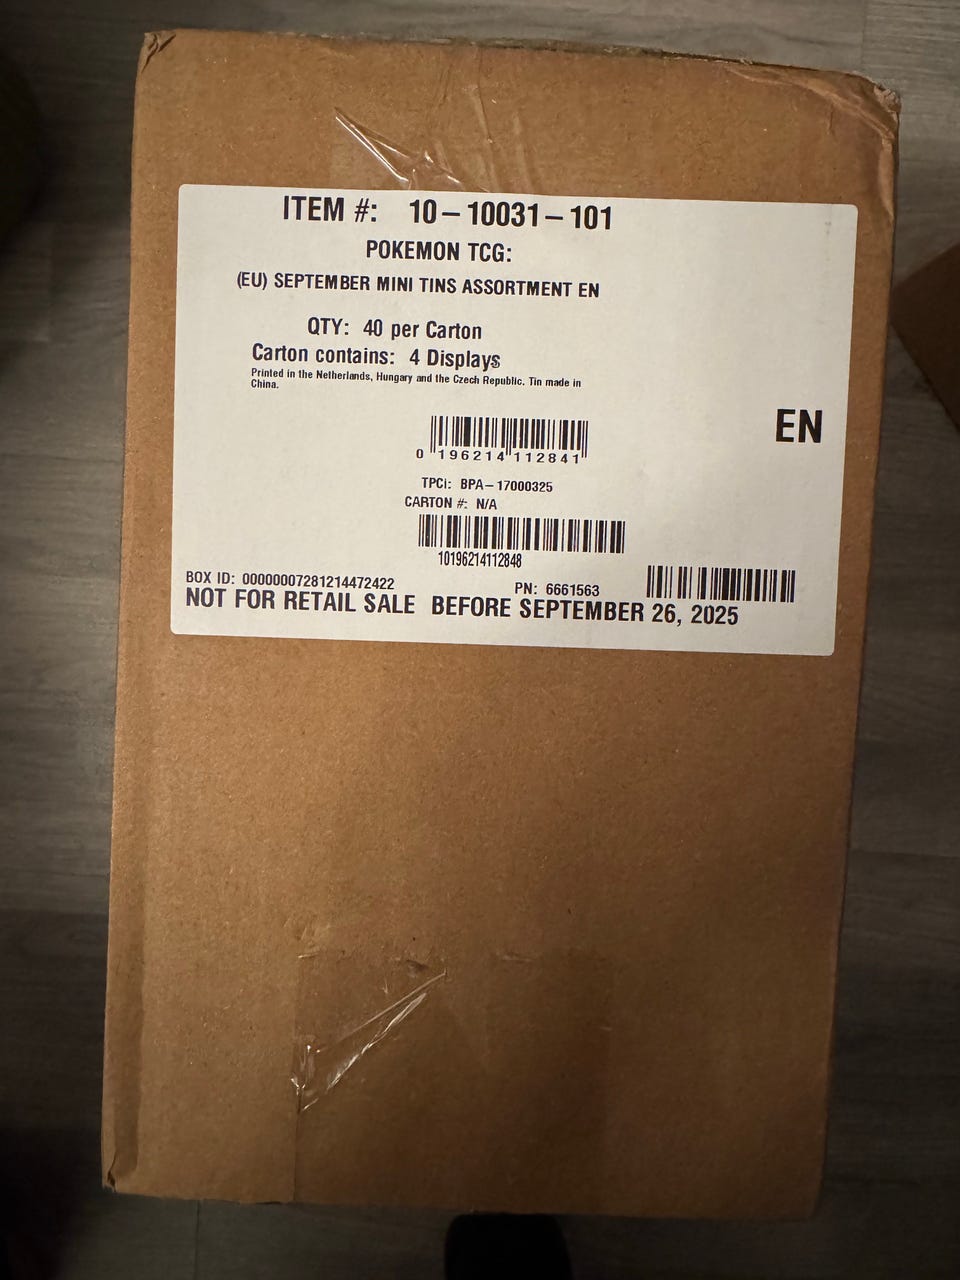 ITEM #: 10-10031-101
POKEMON TCG:
(EU) SEPTEMBER MINI TINS ASSORTMENT EN
QTY: 40 per Carton
Carton contains: 4 Displays
Printed in the Netherlands, Hungary and the Czech Republic. Tin made in
China.
EN
0 196214 112841
TPCi: BPA-17000325
CARTON #: N/A
10196214112848
BOX ID: 00000007281214472422 PN: 6661563
NOT FOR RETAIL SALE BEFORE SEPTEMBER 26, 2025